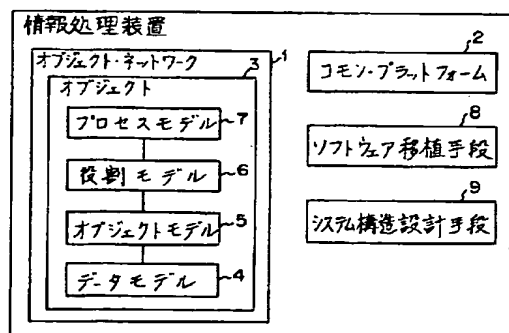 情報処理装置
オブジェクト・ネットワーク
1
3
オブジェクト
プロセスモデル
7
役割モデル
6
オブジェクトモデル
5
データモデル
4
2
コモン・プラットフォーム
8
ソフトウェア移植手段
9
システム構造設計手段